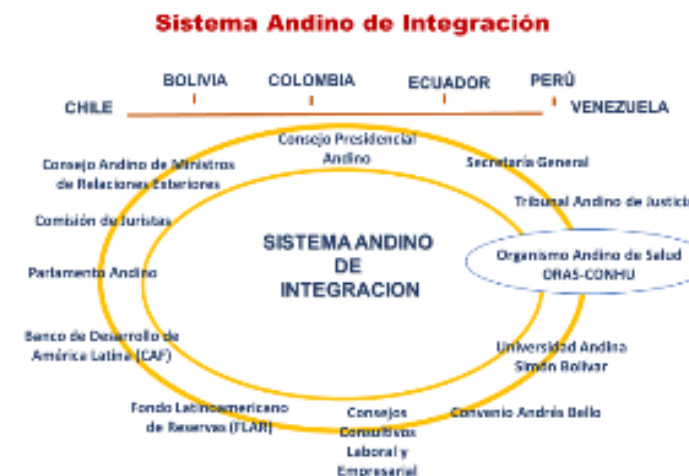 Sistema Andino de Integración
BOLIVIA
COLOMBIA
ECUADOR
PERÚ
CHILE
VENEZUELA
Consejo Presidencial
Andino
Secretaría General
Consejo Andino de Ministros
de Relaciones Exteriores
Tribunal Andino de Justici
Comisión de Juristas
SISTEMA ANDINO
DE
INTEGRACION
Organismo Andino de Salud
ORAS-CONHU
Parlamento Andino
Banco de Desarrollo de
América Latina (CAF)
Universidad Andina
Simón Bolivar
Fondo Latinoamericano
de Reservas (FLAR)
Consejos
Consultivos
Laboral y
Empresarial
Convenio Andrés Bello